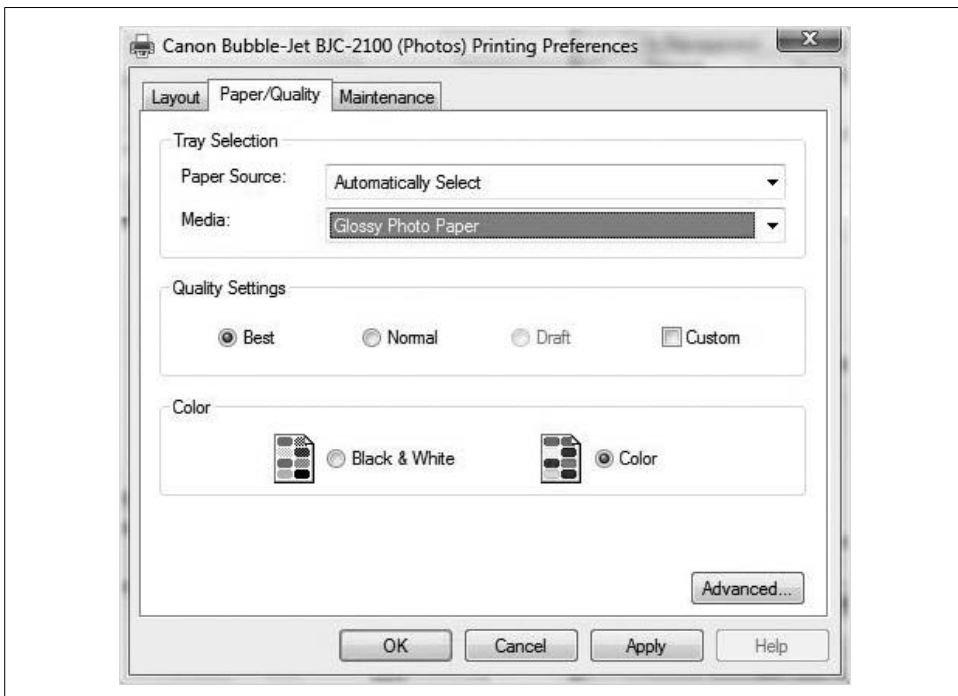 Canon Bubble-Jet BJC-2100 (Photos) Printing Preferences
Layout Paper/Quality Maintenance
Tray Selection
Paper Source: Automatically Select
Media: Glossy Photo Paper
Quality Settings
Best Normal Draft Custom
Color
Black & White Color
Advanced...
OK Cancel Apply Help